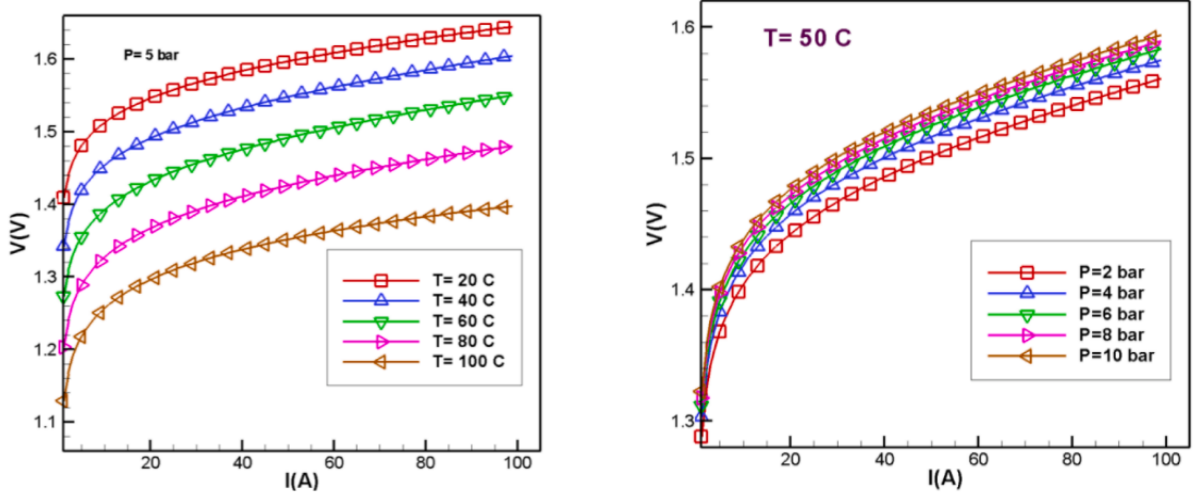 P= 5 bar
V(V)
1.6
1.5
1.4
1.3
1.2
1.1
20
40
60
80
100
I(A)
T= 20 C
T= 40 C
T= 60 C
T= 80 C
T= 100 C
T= 50 C
V(V)
1.6
1.5
1.4
1.3
20
40
60
80
100
I(A)
P=2 bar
P=4 bar
P=6 bar
P=8 bar
P=10 bar